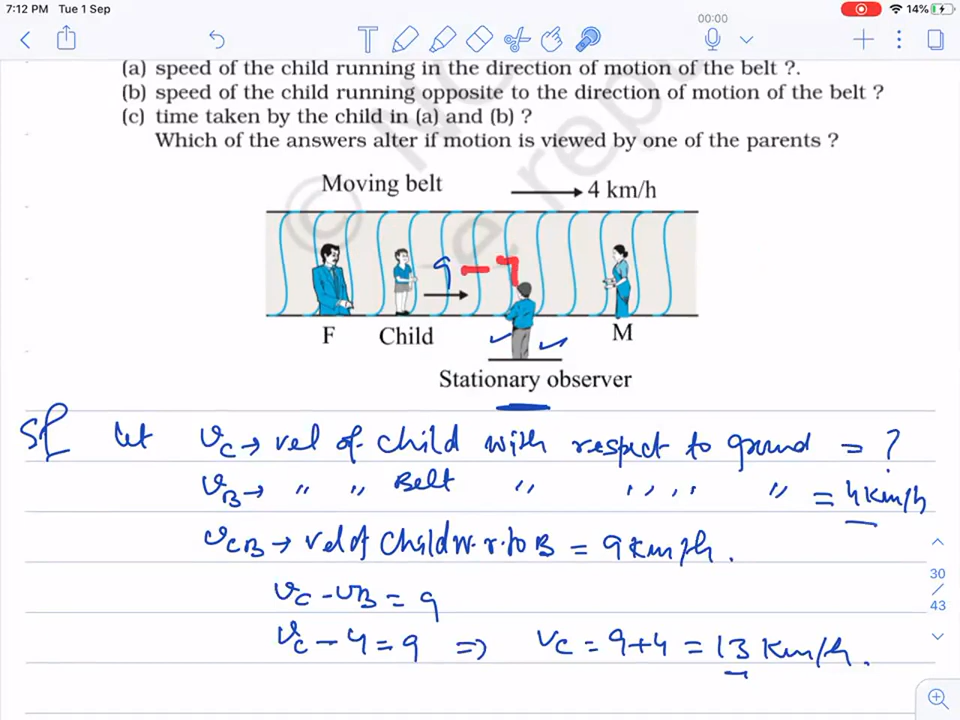 7:12 PM Tue 1 Sep
14%
00:00
T
(a) speed of the child running in the direction of motion of the belt ?.
(b) speed of the child running opposite to the direction of motion of the belt ?
(c) time taken by the child in (a) and (b) ?
Which of the answers alter if motion is viewed by one of the parents ?
Moving belt
4 km/h
9
F
Child
M
Stationary observer
Let VC → vel of child with respect to ground = ?
VB → " " Belt " " " " = 4 km/h
VCB → vel of Child w.r.to B = 9 km/h.
VC - VB = 9
VC - 4 = 9 ⇒ VC = 9+4 = 13 km/h.
30
/
43